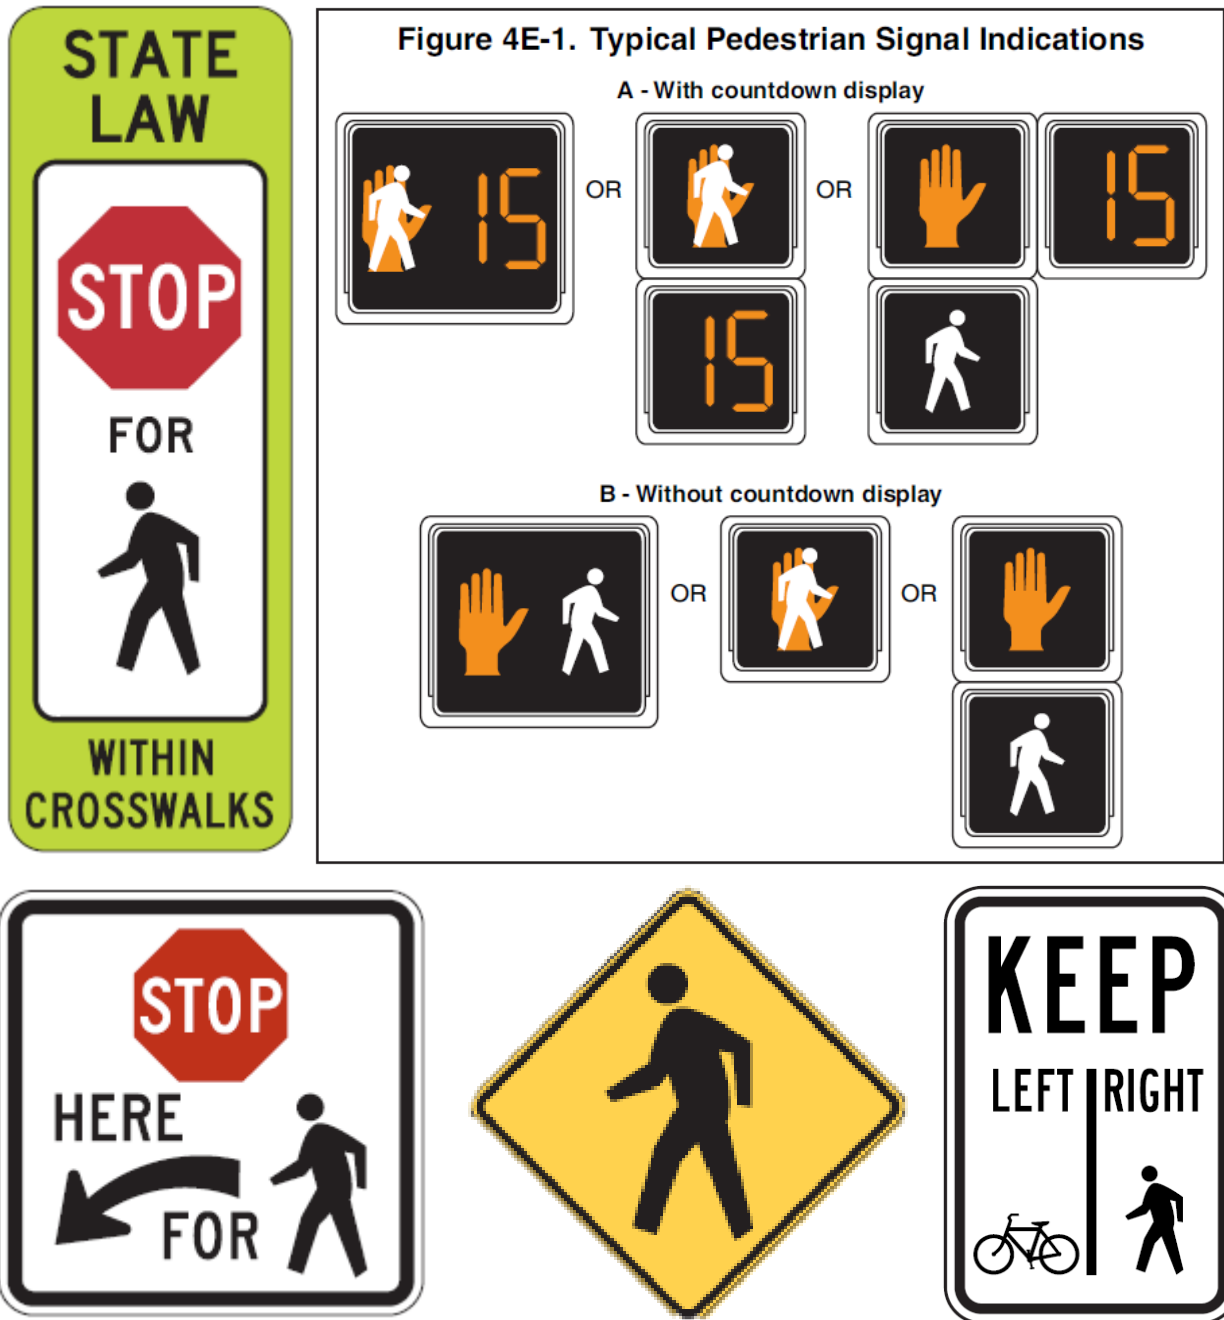 STATE
LAW
STOP
FOR
WITHIN
CROSSWALKS
Figure 4E-1. Typical Pedestrian Signal Indications
A - With countdown display
15 OR OR 15
15
B - Without countdown display
OR OR
STOP
HERE
FOR
KEEP
LEFT RIGHT